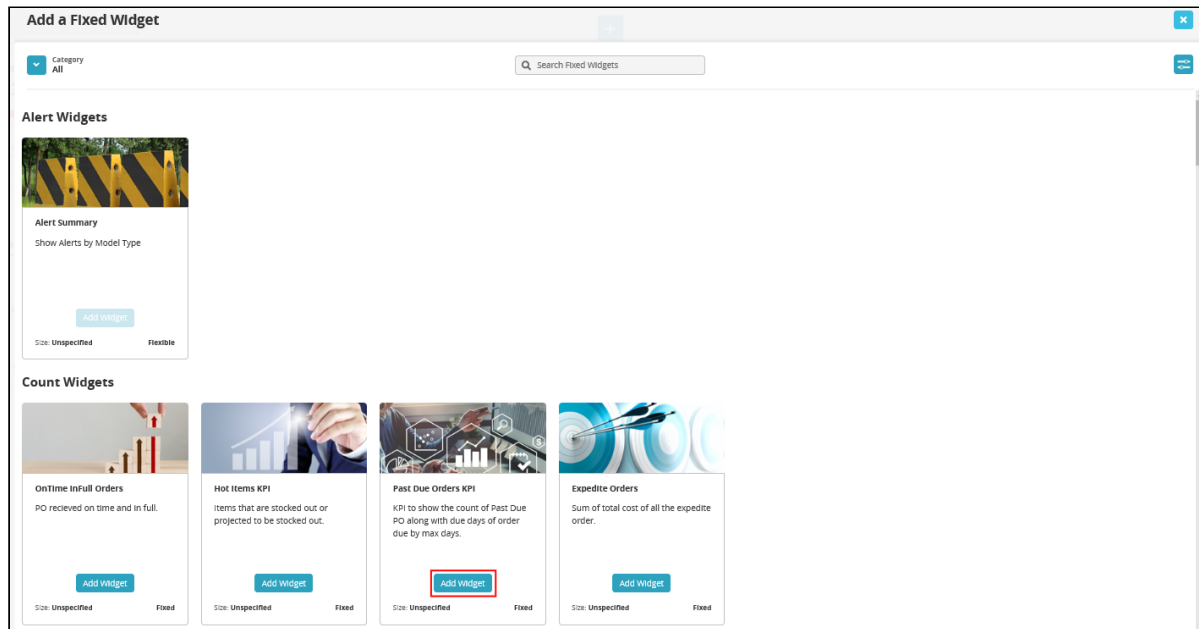 Add a Fixed Widget
Category
All
Search Fixed Widgets
Alert Widgets
Alert Summary
Show Alerts by Model Type
Add Widget
Size: Unspecified Flexible
Count Widgets
OnTime InFull Orders
PO recieved on time and in full.
Add Widget
Size: Unspecified Fixed
Hot Items KPI
Items that are stocked out or
projected to be stocked out.
Add Widget
Size: Unspecified Fixed
Past Due Orders KPI
KPI to show the count of Past Due
PO along with due days of order
due by max days.
Add Widget
Size: Unspecified Fixed
Expedite Orders
Sum of total cost of all the expedite
order.
Add Widget
Size: Unspecified Fixed